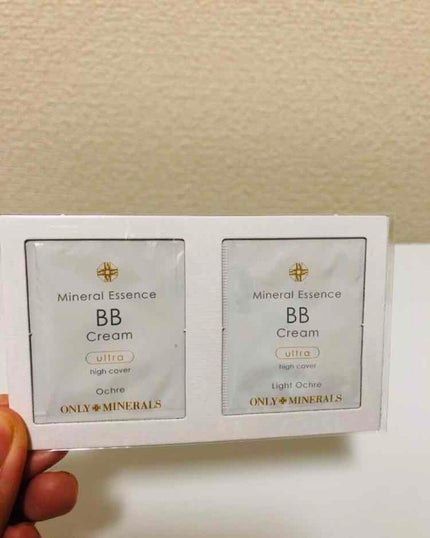 Mineral Essence
BB
Cream
ultra
high cover
Ochre
ONLY MINERALS
Mineral Essence
BB
Cream
ultra
high cover
Light Ochre
ONLY MINERALS